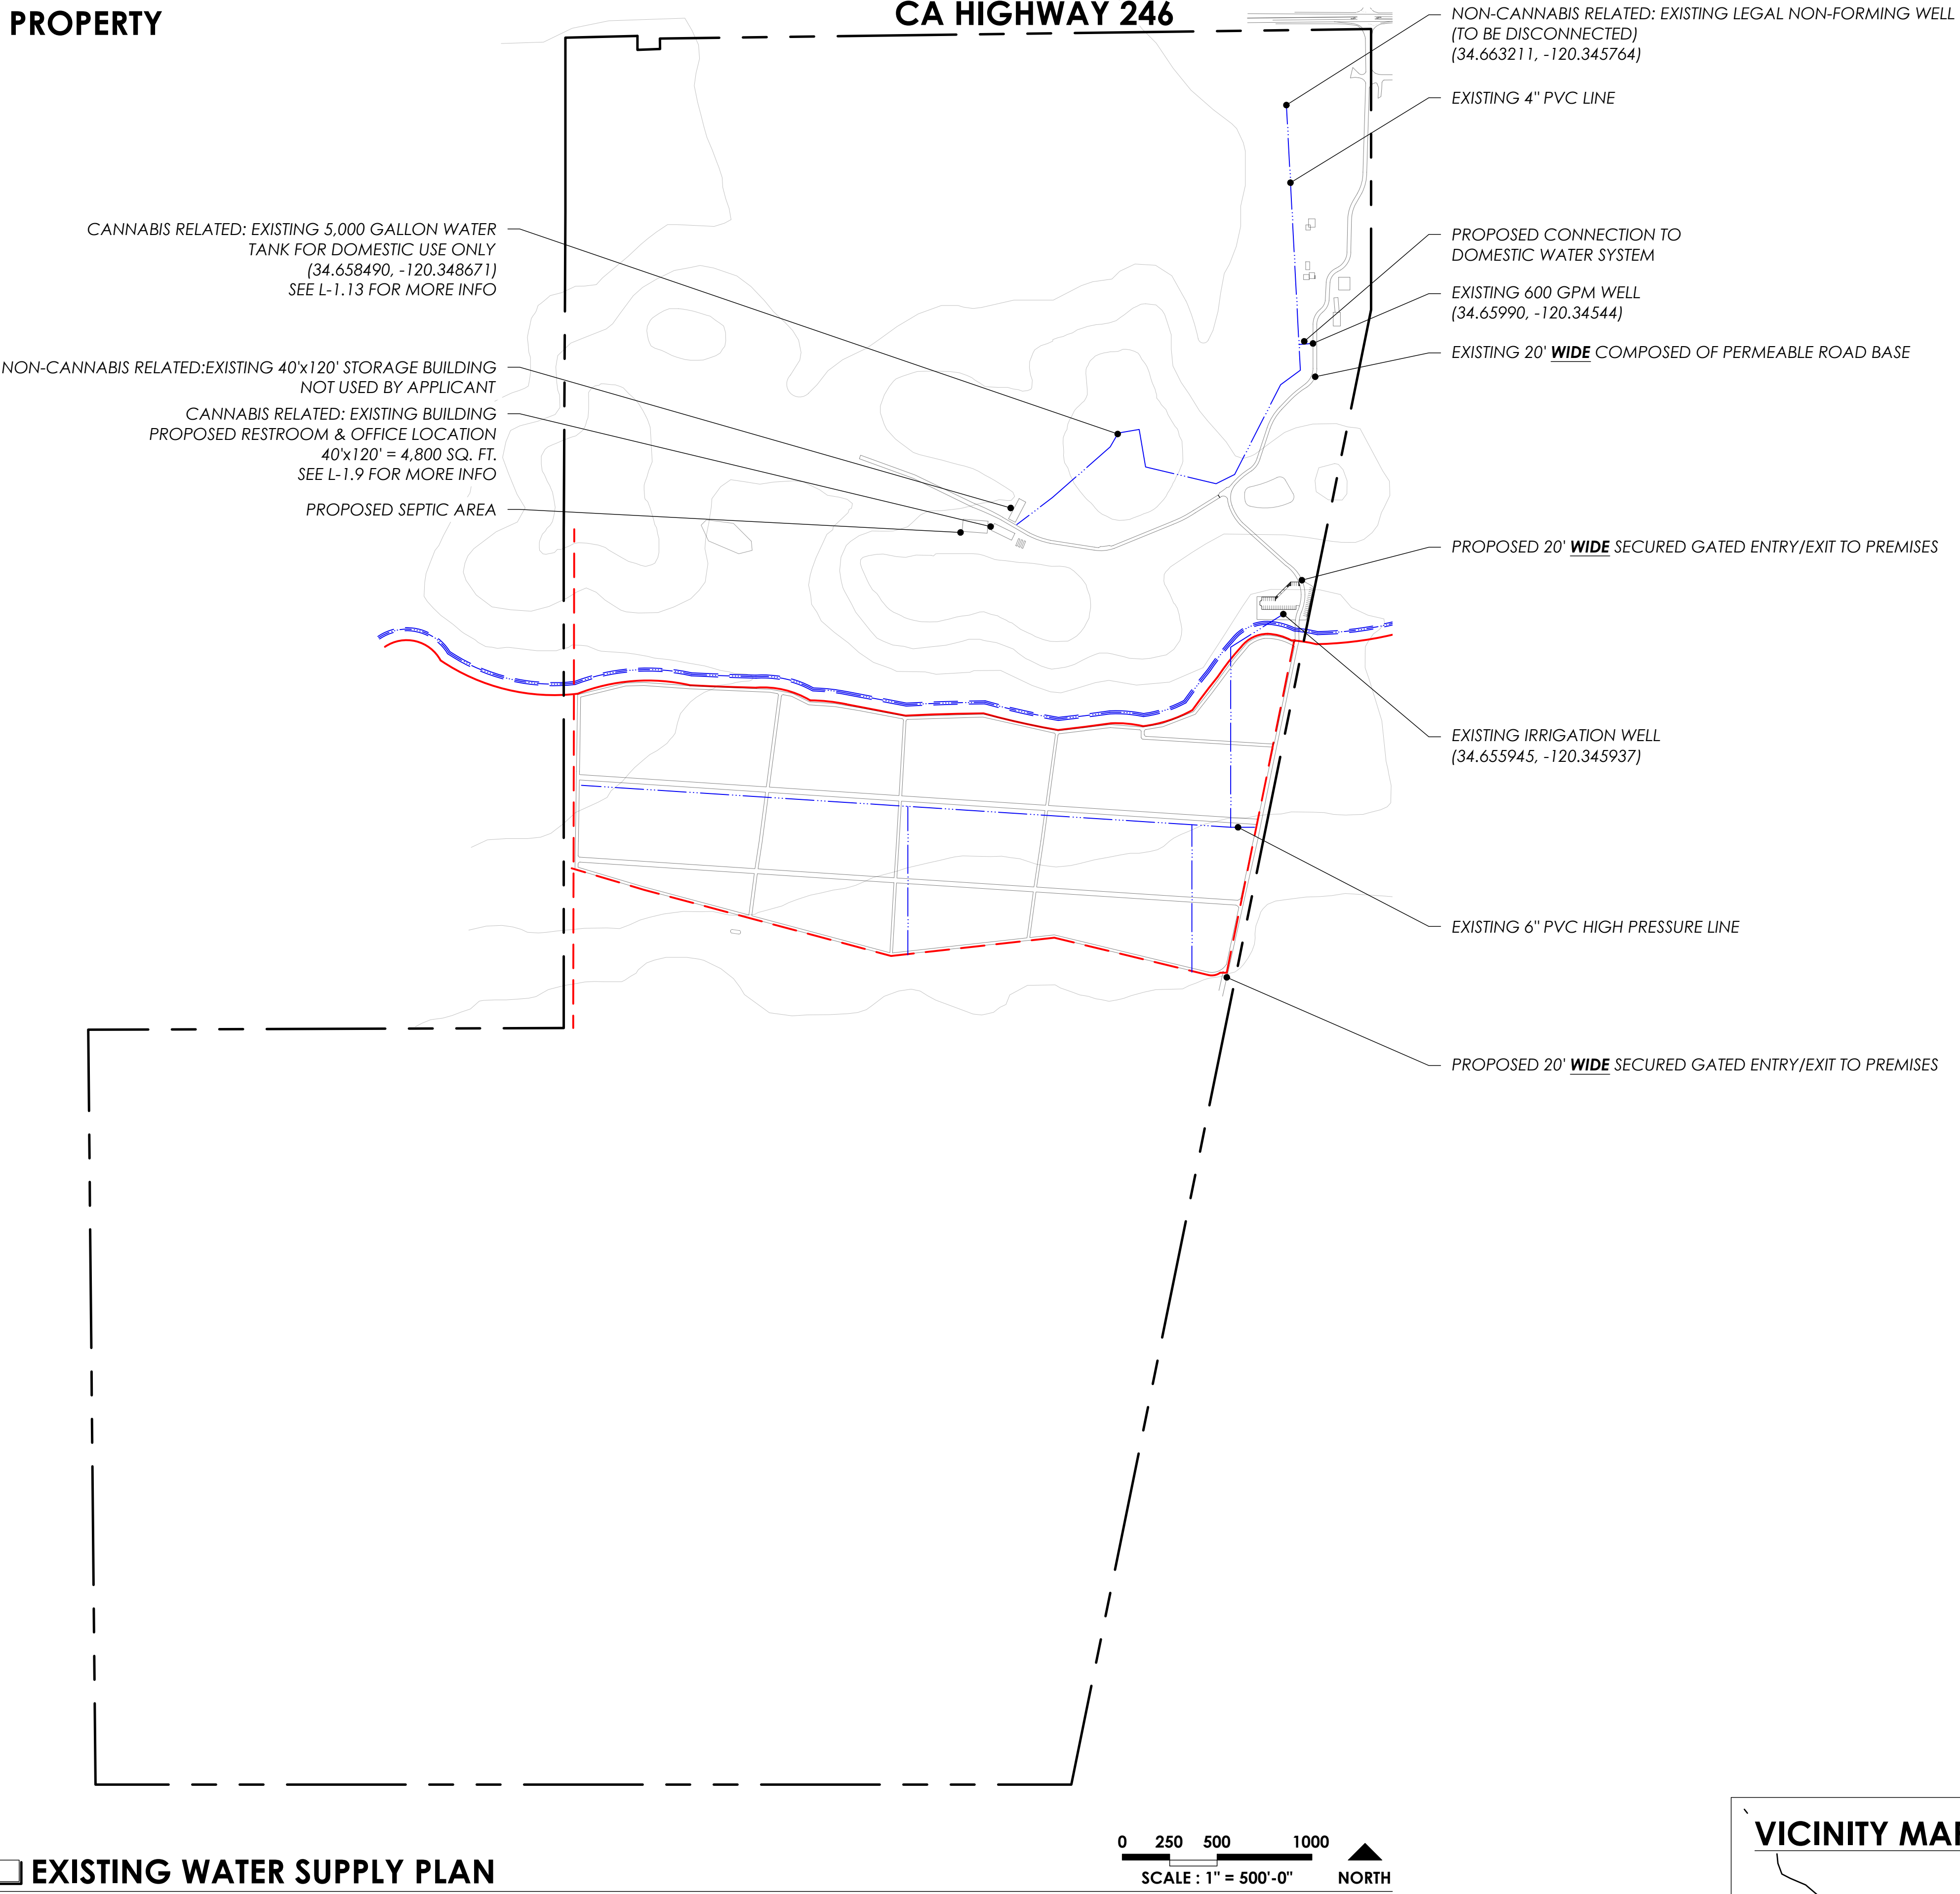 PROPERTY
CA HIGHWAY 246
CANNABIS RELATED: EXISTING 5,000 GALLON WATER
TANK FOR DOMESTIC USE ONLY
(34.658490, -120.348671)
SEE L-1.13 FOR MORE INFO
NON-CANNABIS RELATED:EXISTING 40'x120' STORAGE BUILDING
NOT USED BY APPLICANT
CANNABIS RELATED: EXISTING BUILDING
PROPOSED RESTROOM & OFFICE LOCATION
40'x120' = 4,800 SQ. FT.
SEE L-1.9 FOR MORE INFO
PROPOSED SEPTIC AREA
NON-CANNABIS RELATED: EXISTING LEGAL NON-FORMING WELL
(TO BE DISCONNECTED)
(34.663211, -120.345764)
EXISTING 4" PVC LINE
PROPOSED CONNECTION TO
DOMESTIC WATER SYSTEM
EXISTING 600 GPM WELL
(34.65990, -120.34544)
EXISTING 20' WIDE COMPOSED OF PERMEABLE ROAD BASE
PROPOSED 20' WIDE SECURED GATED ENTRY/EXIT TO PREMISES
EXISTING IRRIGATION WELL
(34.655945, -120.345937)
EXISTING 6" PVC HIGH PRESSURE LINE
PROPOSED 20' WIDE SECURED GATED ENTRY/EXIT TO PREMISES
EXISTING WATER SUPPLY PLAN
0 250 500 1000
SCALE : 1" = 500'-0"
NORTH
VICINITY MAP